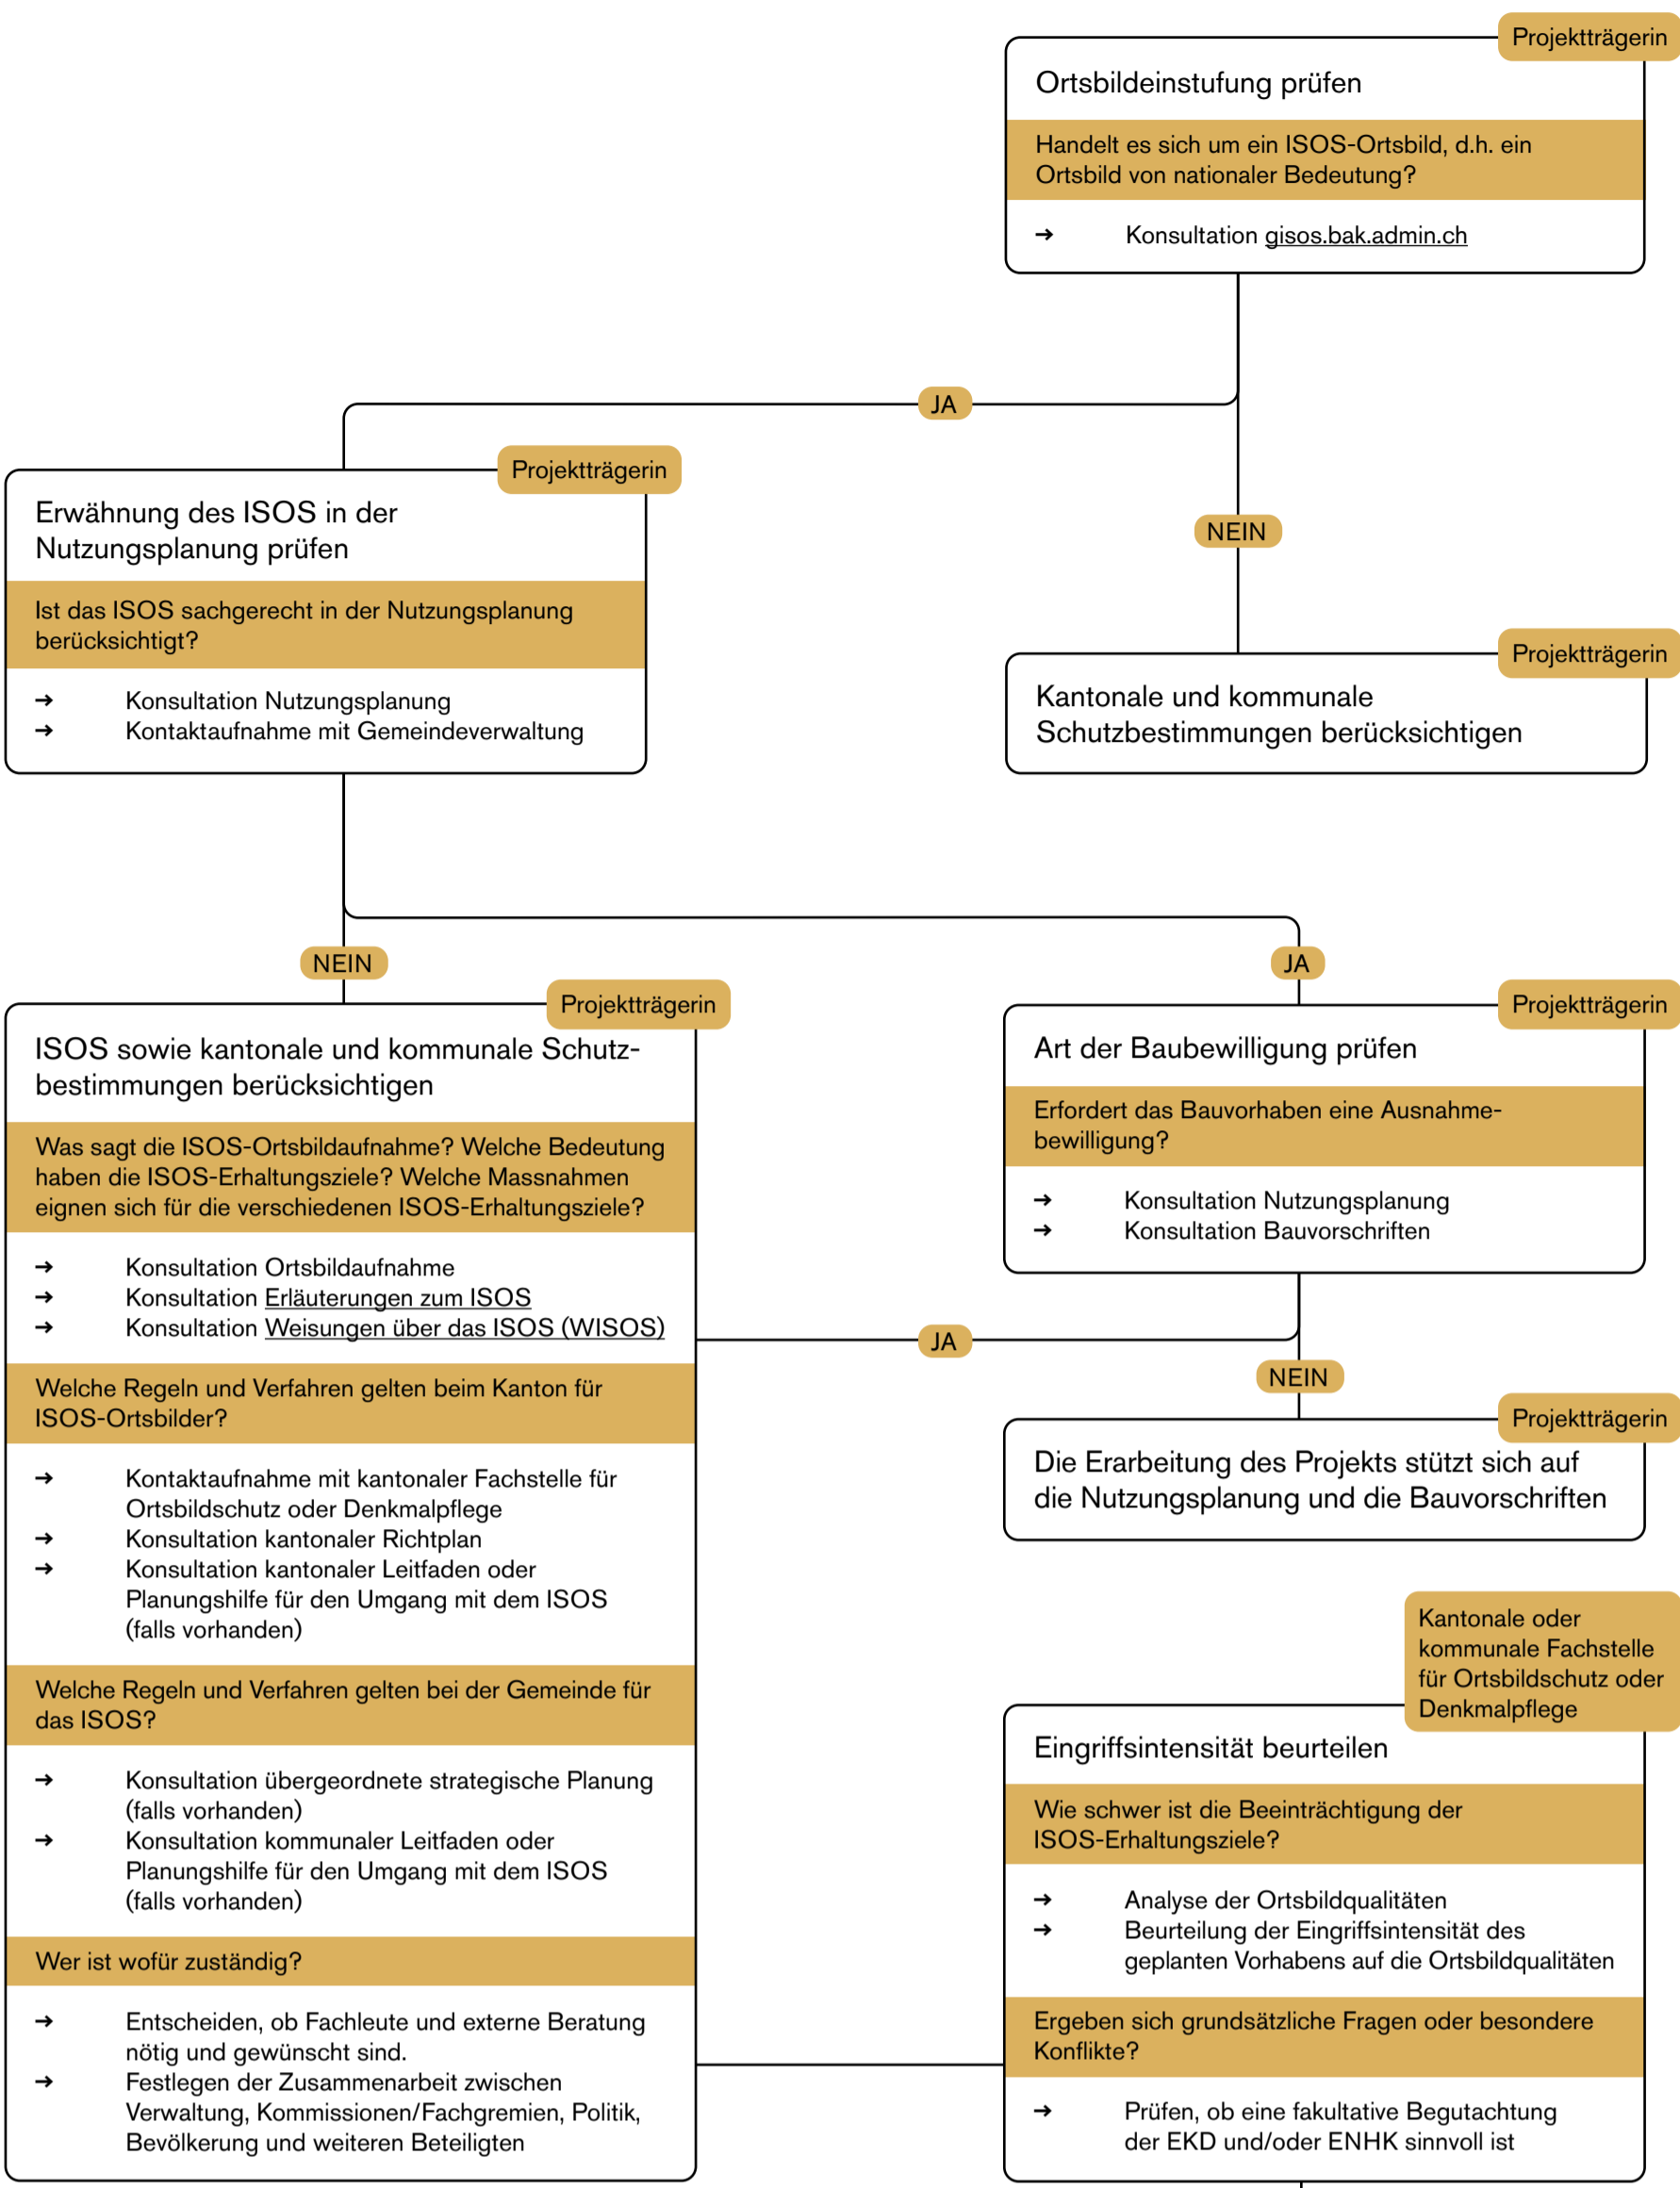 Projektträgerin
Ortsbildeinstufung prüfen
Handelt es sich um ein ISOS-Ortsbild, d.h. ein
Ortsbild von nationaler Bedeutung?
→ Konsultation gisos.bak.admin.ch
JA
NEIN
Projektträgerin
Erwähnung des ISOS in der
Nutzungsplanung prüfen
Ist das ISOS sachgerecht in der Nutzungsplanung
berücksichtigt?
→ Konsultation Nutzungsplanung
→ Kontaktaufnahme mit Gemeindeverwaltung
Projektträgerin
Kantonale und kommunale
Schutzbestimmungen berücksichtigen
NEIN
JA
Projektträgerin
ISOS sowie kantonale und kommunale Schutz-
bestimmungen berücksichtigen
Was sagt die ISOS-Ortsbildaufnahme? Welche Bedeutung
haben die ISOS-Erhaltungsziele? Welche Massnahmen
eignen sich für die verschiedenen ISOS-Erhaltungsziele?
→ Konsultation Ortsbildaufnahme
→ Konsultation Erläuterungen zum ISOS
→ Konsultation Weisungen über das ISOS (WISOS)
Welche Regeln und Verfahren gelten beim Kanton für
ISOS-Ortsbilder?
→ Kontaktaufnahme mit kantonaler Fachstelle für
Ortsbildschutz oder Denkmalpflege
→ Konsultation kantonaler Richtplan
→ Konsultation kantonaler Leitfaden oder
Planungshilfe für den Umgang mit dem ISOS
(falls vorhanden)
Welche Regeln und Verfahren gelten bei der Gemeinde für
das ISOS?
→ Konsultation übergeordnete strategische Planung
(falls vorhanden)
→ Konsultation kommunaler Leitfaden oder
Planungshilfe für den Umgang mit dem ISOS
(falls vorhanden)
Wer ist wofür zuständig?
→ Entscheiden, ob Fachleute und externe Beratung
nötig und gewünscht sind.
→ Festlegen der Zusammenarbeit zwischen
Verwaltung, Kommissionen/Fachgremien, Politik,
Bevölkerung und weiteren Beteiligten
Projektträgerin
Art der Baubewilligung prüfen
Erfordert das Bauvorhaben eine Ausnahme-
bewilligung?
→ Konsultation Nutzungsplanung
→ Konsultation Bauvorschriften
JA
NEIN
Projektträgerin
Die Erarbeitung des Projekts stützt sich auf
die Nutzungsplanung und die Bauvorschriften
Kantonale oder
kommunale Fachstelle
für Ortsbildschutz oder
Denkmalpflege
Eingriffsintensität beurteilen
Wie schwer ist die Beeinträchtigung der
ISOS-Erhaltungsziele?
→ Analyse der Ortsbildqualitäten
→ Beurteilung der Eingriffsintensität des
geplanten Vorhabens auf die Ortsbildqualitäten
Ergeben sich grundsätzliche Fragen oder besondere
Konflikte?
→ Prüfen, ob eine fakultative Begutachtung
der EKD und/oder ENHK sinnvoll ist